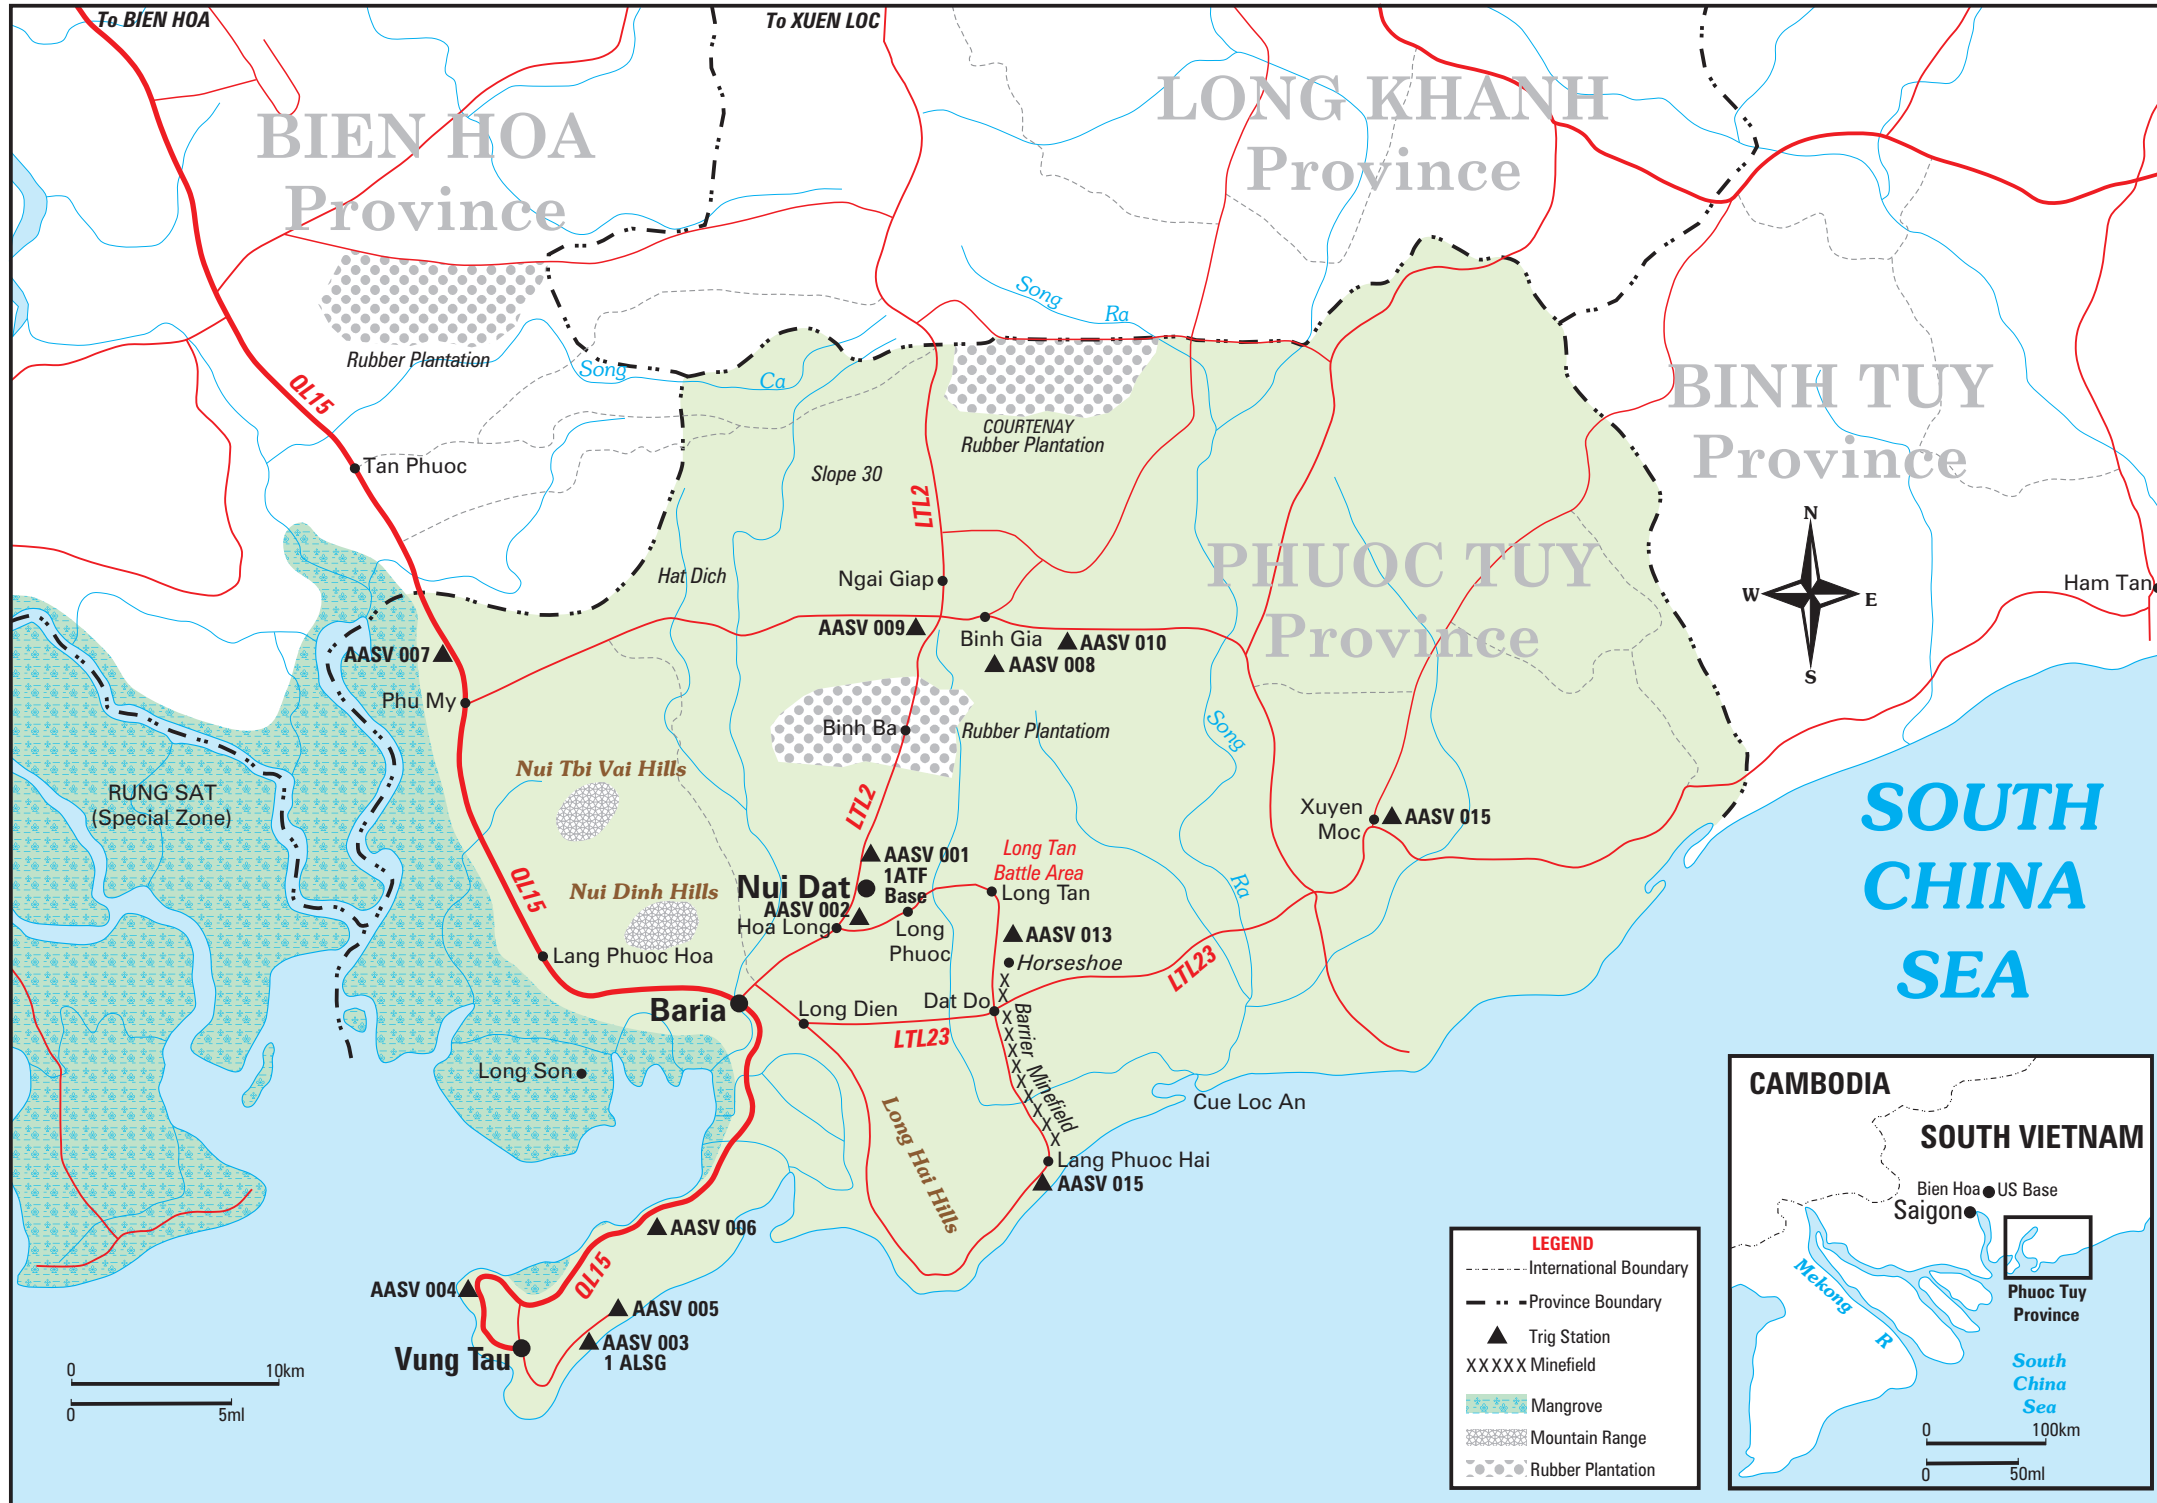 To BIEN HOA
To XUEN LOC
BIEN HOA
Province
LONG KHANH
Province
Song
Ra
Rubber Plantation
Song
Ca
QL15
COURTENAY
Rubber Plantation
BINH TUY
Province
Tan Phuoc
Slope 30
LTL2
PHUOC TUY
Province
N
W
E
S
Ham Tan
Hat Dich
Ngai Giap
AASV 009
Binh Gia
AASV 010
AASV 008
AASV 007
Phu My
Binh Ba
Rubber Plantatiom
Song
Nui Tbi Vai Hills
RUNG SAT
(Special Zone)
LTL2
Xuyen
Moc
AASV 015
SOUTH
CHINA
SEA
AASV 001
1ATF
Base
Long Tan
Battle Area
Nui Dat
Nui Dinh Hills
QL15
AASV 002
Long Tan
Ra
Hoa Long
Long
Phuoc
AASV 013
Lang Phuoc Hoa
Horseshoe
XX
LTL23
Baria
Long Dien
Dat Do
LTL23
Barrier Minefield
XXXXXXXXXXX
Long Son
Cue Loc An
Long Hai Hills
Lang Phuoc Hai
AASV 015
AASV 006
QL15
AASV 004
AASV 005
AASV 003
1 ALSG
Vung Tau
0
10km
0
5ml
LEGEND
International Boundary
Province Boundary
Trig Station
XXXXX Minefield
Mangrove
Mountain Range
Rubber Plantation
CAMBODIA
SOUTH VIETNAM
Bien Hoa
US Base
Saigon
Mekong
R
Phuoc Tuy
Province
South
China
Sea
0
100km
0
50ml